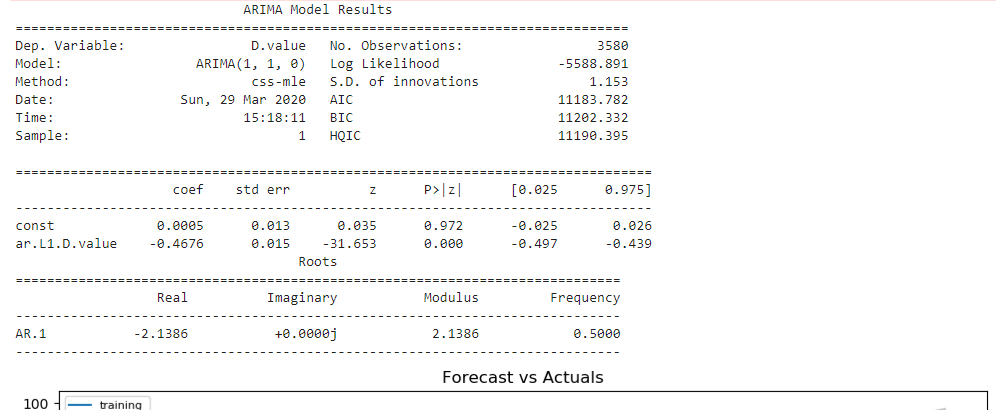 ARIMA Model Results
==============================================================================
Dep. Variable: D.value No. Observations: 3580
Model: ARIMA(1, 1, 0) Log Likelihood -5588.891
Method: css-mle S.D. of innovations 1.153
Date: Sun, 29 Mar 2020 AIC 11183.782
Time: 15:18:11 BIC 11202.332
Sample: 1 HQIC 11190.395
=================================================================================
coef std err z P>|z| [0.025 0.975]
---------------------------------------------------------------------------------
const 0.0005 0.013 0.035 0.972 -0.025 0.026
ar.L1.D.value -0.4676 0.015 -31.653 0.000 -0.497 -0.439
Roots
=============================================================================
Real Imaginary Modulus Frequency
-----------------------------------------------------------------------------
AR.1 -2.1386 +0.0000j 2.1386 0.5000
-----------------------------------------------------------------------------
Forecast vs Actuals
100
training